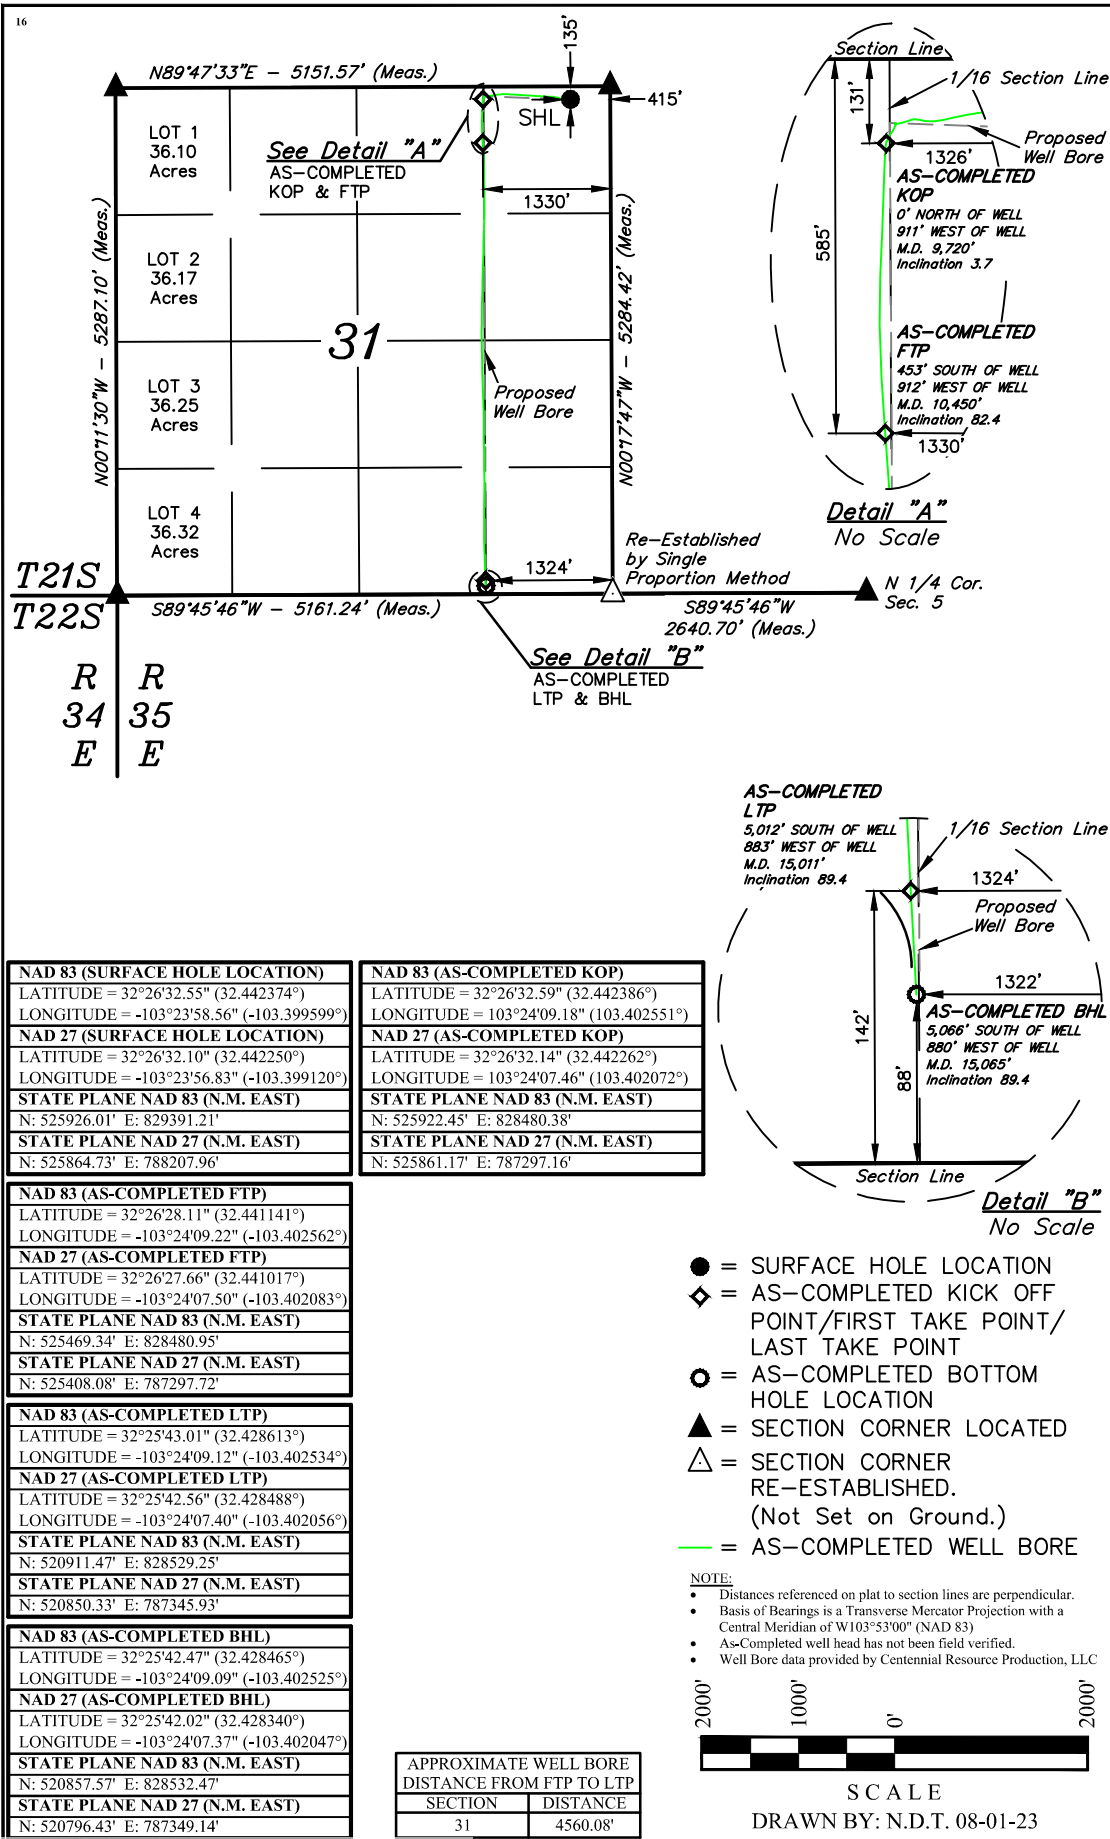 16
N89°47'33"E - 5151.57' (Meas.)
135'
415'
SHL
LOT 1
36.10
Acres
See Detail "A"
AS-COMPLETED
KOP & FTP
1330'
LOT 2
36.17
Acres
N00°11'30"W - 5287.10' (Meas.)
N00°17'47"W - 5284.42' (Meas.)
31
LOT 3
36.25
Acres
Proposed
Well Bore
LOT 4
36.32
Acres
1324'
Re-Established
by Single
Proportion Method
T21S
T22S
S89°45'46"W - 5161.24' (Meas.)
S89°45'46"W
2640.70' (Meas.)
N 1/4 Cor.
Sec. 5
See Detail "B"
AS-COMPLETED
LTP & BHL
R R
34 35
E E
Section Line
1/16 Section Line
131'
Proposed
Well Bore
1326'
AS-COMPLETED
KOP
0' NORTH OF WELL
911' WEST OF WELL
M.D. 9,720'
Inclination 3.7
585'
AS-COMPLETED
FTP
453' SOUTH OF WELL
912' WEST OF WELL
M.D. 10,450'
Inclination 82.4
1330'
Detail "A"
No Scale
AS-COMPLETED
LTP
5,012' SOUTH OF WELL
883' WEST OF WELL
M.D. 15,011'
Inclination 89.4
1/16 Section Line
1324'
Proposed
Well Bore
1322'
AS-COMPLETED BHL
5,066' SOUTH OF WELL
880' WEST OF WELL
M.D. 15,065'
Inclination 89.4
142'
88'
Section Line
Detail "B"
No Scale
NAD 83 (SURFACE HOLE LOCATION)
LATITUDE = 32°26'32.55" (32.442374°)
LONGITUDE = -103°23'58.56" (-103.399599°)
NAD 27 (SURFACE HOLE LOCATION)
LATITUDE = 32°26'32.10" (32.442250°)
LONGITUDE = -103°23'56.83" (-103.399120°)
STATE PLANE NAD 83 (N.M. EAST)
N: 525926.01' E: 829391.21'
STATE PLANE NAD 27 (N.M. EAST)
N: 525864.73' E: 788207.96'
NAD 83 (AS-COMPLETED KOP)
LATITUDE = 32°26'32.59" (32.442386°)
LONGITUDE = 103°24'09.18" (103.402551°)
NAD 27 (AS-COMPLETED KOP)
LATITUDE = 32°26'32.14" (32.442262°)
LONGITUDE = 103°24'07.46" (103.402072°)
STATE PLANE NAD 83 (N.M. EAST)
N: 525922.45' E: 828480.38'
STATE PLANE NAD 27 (N.M. EAST)
N: 525861.17' E: 787297.16'
NAD 83 (AS-COMPLETED FTP)
LATITUDE = 32°26'28.11" (32.441141°)
LONGITUDE = -103°24'09.22" (-103.402562°)
NAD 27 (AS-COMPLETED FTP)
LATITUDE = 32°26'27.66" (32.441017°)
LONGITUDE = -103°24'07.50" (-103.402083°)
STATE PLANE NAD 83 (N.M. EAST)
N: 525469.34' E: 828480.95'
STATE PLANE NAD 27 (N.M. EAST)
N: 525408.08' E: 787297.72'
NAD 83 (AS-COMPLETED LTP)
LATITUDE = 32°25'43.01" (32.428613°)
LONGITUDE = -103°24'09.12" (-103.402534°)
NAD 27 (AS-COMPLETED LTP)
LATITUDE = 32°25'42.56" (32.428488°)
LONGITUDE = -103°24'07.40" (-103.402056°)
STATE PLANE NAD 83 (N.M. EAST)
N: 520911.47' E: 828529.25'
STATE PLANE NAD 27 (N.M. EAST)
N: 520850.33' E: 787345.93'
NAD 83 (AS-COMPLETED BHL)
LATITUDE = 32°25'42.47" (32.428465°)
LONGITUDE = -103°24'09.09" (-103.402525°)
NAD 27 (AS-COMPLETED BHL)
LATITUDE = 32°25'42.02" (32.428340°)
LONGITUDE = -103°24'07.37" (-103.402047°)
STATE PLANE NAD 83 (N.M. EAST)
N: 520857.57' E: 828532.47'
STATE PLANE NAD 27 (N.M. EAST)
N: 520796.43' E: 787349.14'
APPROXIMATE WELL BORE
DISTANCE FROM FTP TO LTP
SECTION DISTANCE
31 4560.08'
= SURFACE HOLE LOCATION
= AS-COMPLETED KICK OFF
POINT/FIRST TAKE POINT/
LAST TAKE POINT
= AS-COMPLETED BOTTOM
HOLE LOCATION
= SECTION CORNER LOCATED
= SECTION CORNER
RE-ESTABLISHED.
(Not Set on Ground.)
= AS-COMPLETED WELL BORE
NOTE:
• Distances referenced on plat to section lines are perpendicular.
• Basis of Bearings is a Transverse Mercator Projection with a
Central Meridian of W103°53'00" (NAD 83)
• As-Completed well head has not been field verified.
• Well Bore data provided by Centennial Resource Production, LLC
2000' 1000' 0' 2000'
SCALE
DRAWN BY: N.D.T. 08-01-23